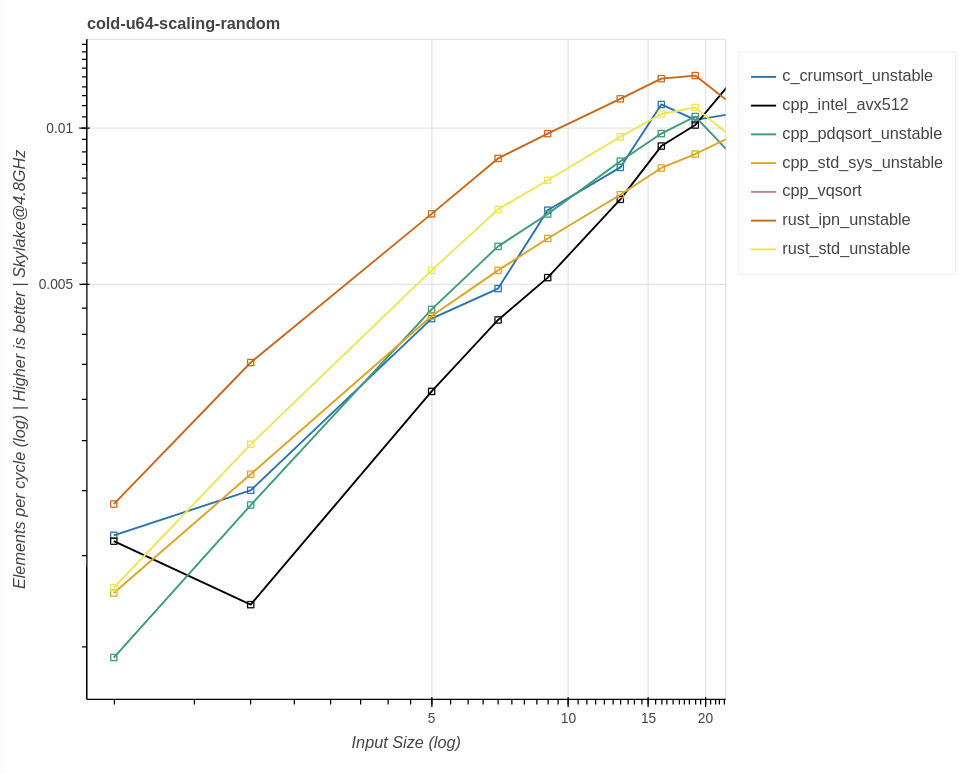 cold-u64-scaling-random
Elements per cycle (log) | Higher is better | Skylake@4.8GHz
0.01
0.005
5
10
15
20
Input Size (log)
c_crumsort_unstable
cpp_intel_avx512
cpp_pdqsort_unstable
cpp_std_sys_unstable
cpp_vqsort
rust_ipn_unstable
rust_std_unstable